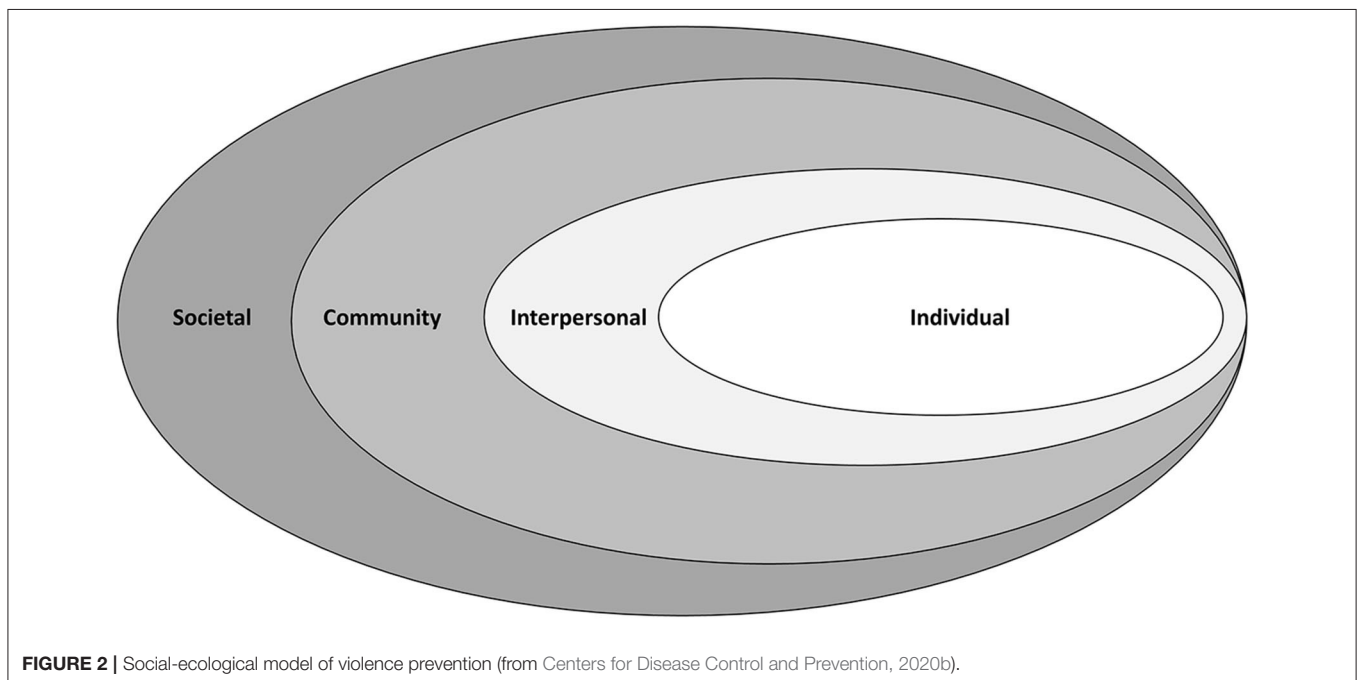 Societal
Community
Interpersonal
Individual
FIGURE 2 | Social-ecological model of violence prevention (from Centers for Disease Control and Prevention, 2020b).